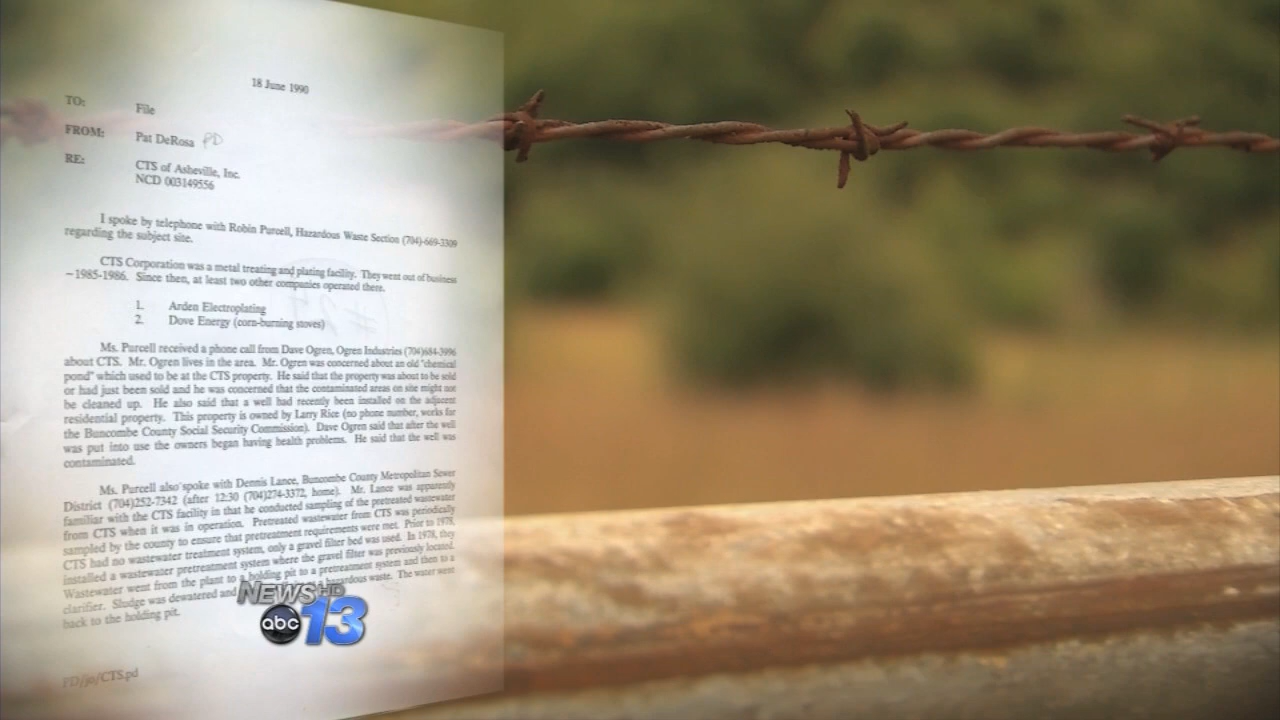 18 June 1990
TO: File
FROM: Pat DeRosa PD
RE: CTS of Asheville, Inc.
NCD 003149556
I spoke by telephone with Robin Purcell, Hazardous Waste Section (704)-669-3309
regarding the subject site.
CTS Corporation was a metal treating and plating facility. They went out of business
~1985-1986. Since then, at least two other companies operated there.
1. Arden Electroplating
2. Dove Energy (corn-burning stoves)
Ms. Purcell received a phone call from Dave Ogren, Ogren Industries (704)684-3996
about CTS. Mr. Ogren lives in the area. Mr. Ogren was concerned about an old "chemical
pond" which used to be at the CTS property. He said that the property was about to be sold
or had just been sold and he was concerned that the contaminated areas on site might not
be cleaned up. He also said that a well had recently been installed on the adjacent
residential property. This property is owned by Larry Rice (no phone number, works for
the Buncombe County Social Security Commission). Dave Ogren said that after the well
was put into use the owners began having health problems. He said that the well was
contaminated.
Ms. Purcell also spoke with Dennis Lance, Buncombe County Metropolitan Sewer
District (704)252-7342 (after 12:30 (704)274-3372, home). Mr. Lance was apparently
familiar with the CTS facility in that he conducted sampling of the pretreated wastewater
from CTS when it was in operation. Pretreated wastewater from CTS was periodically
sampled by the county to ensure that pretreatment requirements were met. Prior to 1978,
CTS had no wastewater treatment system, only a gravel filter bed was used. In 1978, they
installed a wastewater pretreatment system where the gravel filter was previously located.
Wastewater went from the plant to a holding pit to a pretreatment system and then to a
clarifier. Sludge was dewatered and hazardous waste. The water went
back to the holding pit.
PD/jo/CTS.pd
NEWS HD
abc 13